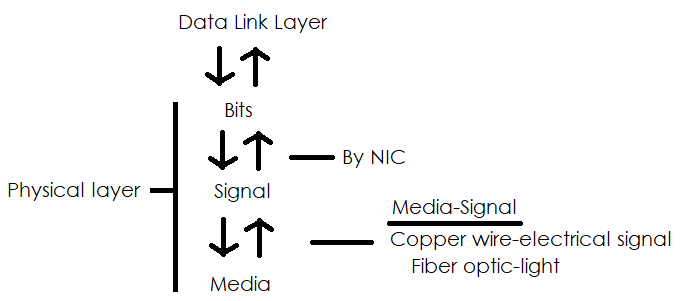 Data Link Layer
Bits
By NIC
Physical layer
Signal
Media-Signal
Copper wire-electrical signal
Fiber optic-light
Media